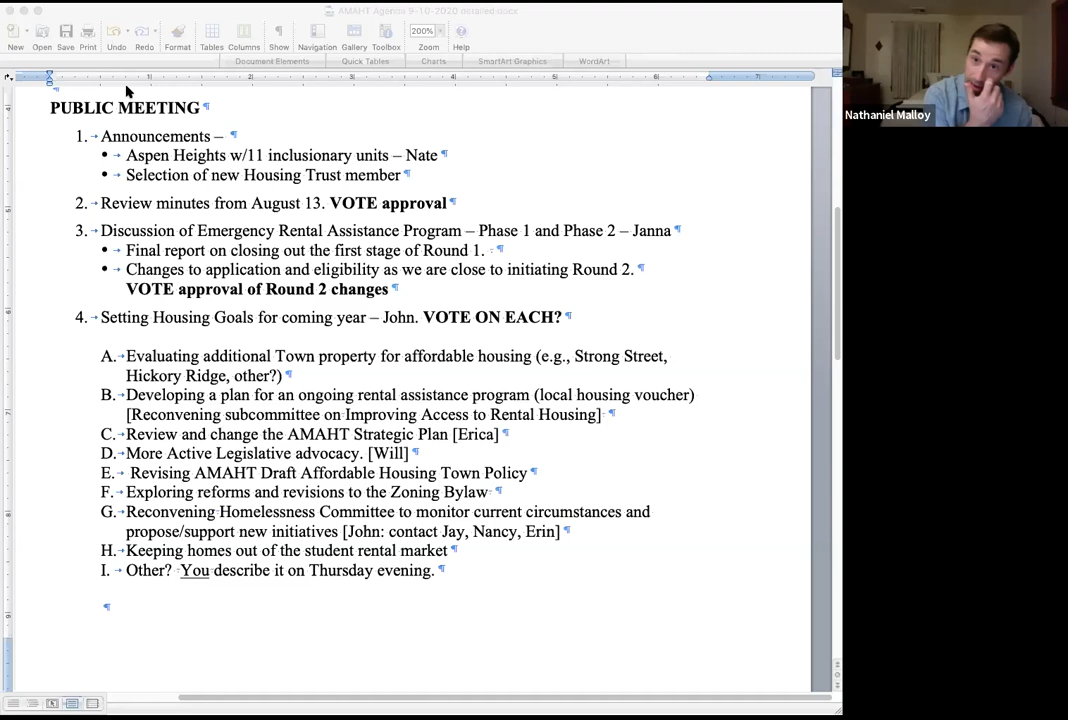 AMAHT Agenda 9-10-2020 detailed.docx
New Open Save Print Undo Redo Format Tables Columns Show Navigation Gallery Toolbox Zoom Help
200%
Document Elements Quick Tables Charts SmartArt Graphics WordArt
PUBLIC MEETING
1. Announcements –
• Aspen Heights w/11 inclusionary units – Nate
• Selection of new Housing Trust member
2. Review minutes from August 13. VOTE approval
3. Discussion of Emergency Rental Assistance Program – Phase 1 and Phase 2 – Janna
• Final report on closing out the first stage of Round 1.
• Changes to application and eligibility as we are close to initiating Round 2.
VOTE approval of Round 2 changes
4. Setting Housing Goals for coming year – John. VOTE ON EACH?
A. Evaluating additional Town property for affordable housing (e.g., Strong Street,
Hickory Ridge, other?)
B. Developing a plan for an ongoing rental assistance program (local housing voucher)
[Reconvening subcommittee on Improving Access to Rental Housing]
C. Review and change the AMAHT Strategic Plan [Erica]
D. More Active Legislative advocacy. [Will]
E. Revising AMAHT Draft Affordable Housing Town Policy
F. Exploring reforms and revisions to the Zoning Bylaw
G. Reconvening Homelessness Committee to monitor current circumstances and
propose/support new initiatives [John: contact Jay, Nancy, Erin]
H. Keeping homes out of the student rental market
I. Other? You describe it on Thursday evening.
Nathaniel Malloy